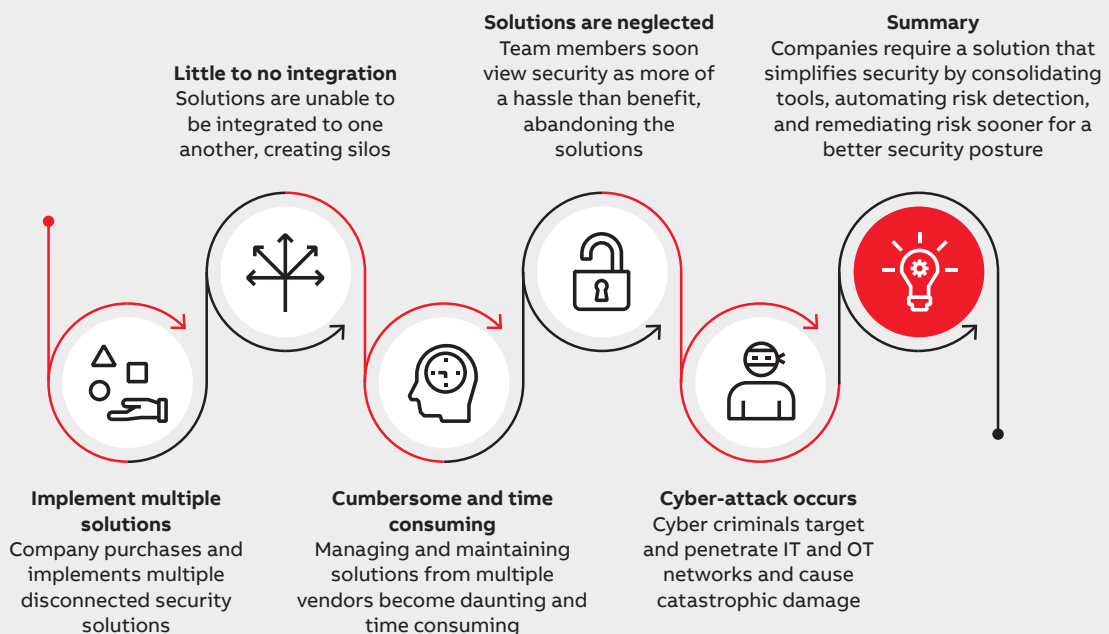 Implement multiple
solutions
Company purchases and
implements multiple
disconnected security
solutions
Little to no integration
Solutions are unable to
be integrated to one
another, creating silos
Cumbersome and time
consuming
Managing and maintaining
solutions from multiple
vendors become daunting and
time consuming
Solutions are neglected
Team members soon
view security as more of
a hassle than benefit,
abandoning the
solutions
Cyber-attack occurs
Cyber criminals target
and penetrate IT and OT
networks and cause
catastrophic damage
Summary
Companies require a solution that
simplifies security by consolidating
tools, automating risk detection,
and remediating risk sooner for a
better security posture